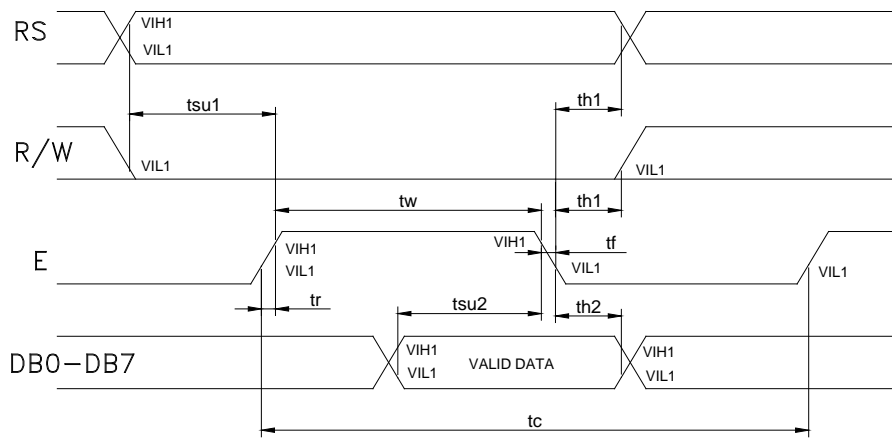 RS
VIH1
VIL1
tsu1
th1
R/W
VIL1
VIL1
tw
th1
E
VIH1
VIL1
VIH1
tf
VIL1
VIL1
tr
tsu2
th2
DB0-DB7
VIH1
VIL1
VALID DATA
VIH1
VIL1
tc